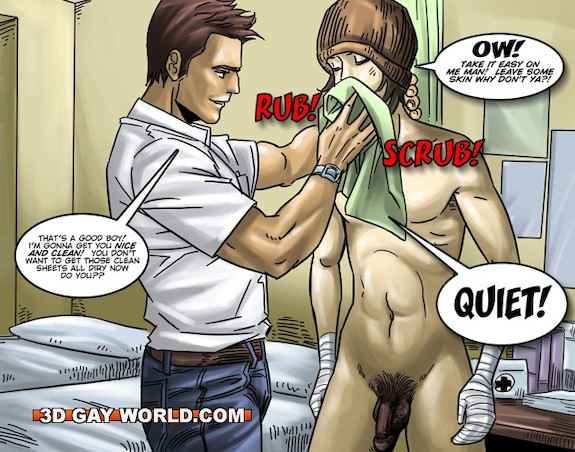 OW!
TAKE IT EASY ON
ME MAN! LEAVE SOME
SKIN WHY DON'T YA?!
RUB!
SCRUB!
THAT'S A GOOD BOY!
I'M GONNA GET YOU NICE
AND CLEAN! YOU DON'T
WANT TO GET THOSE CLEAN
SHEETS ALL DIRY NOW
DO YOU??
QUIET!
3D GAY WORLD.COM